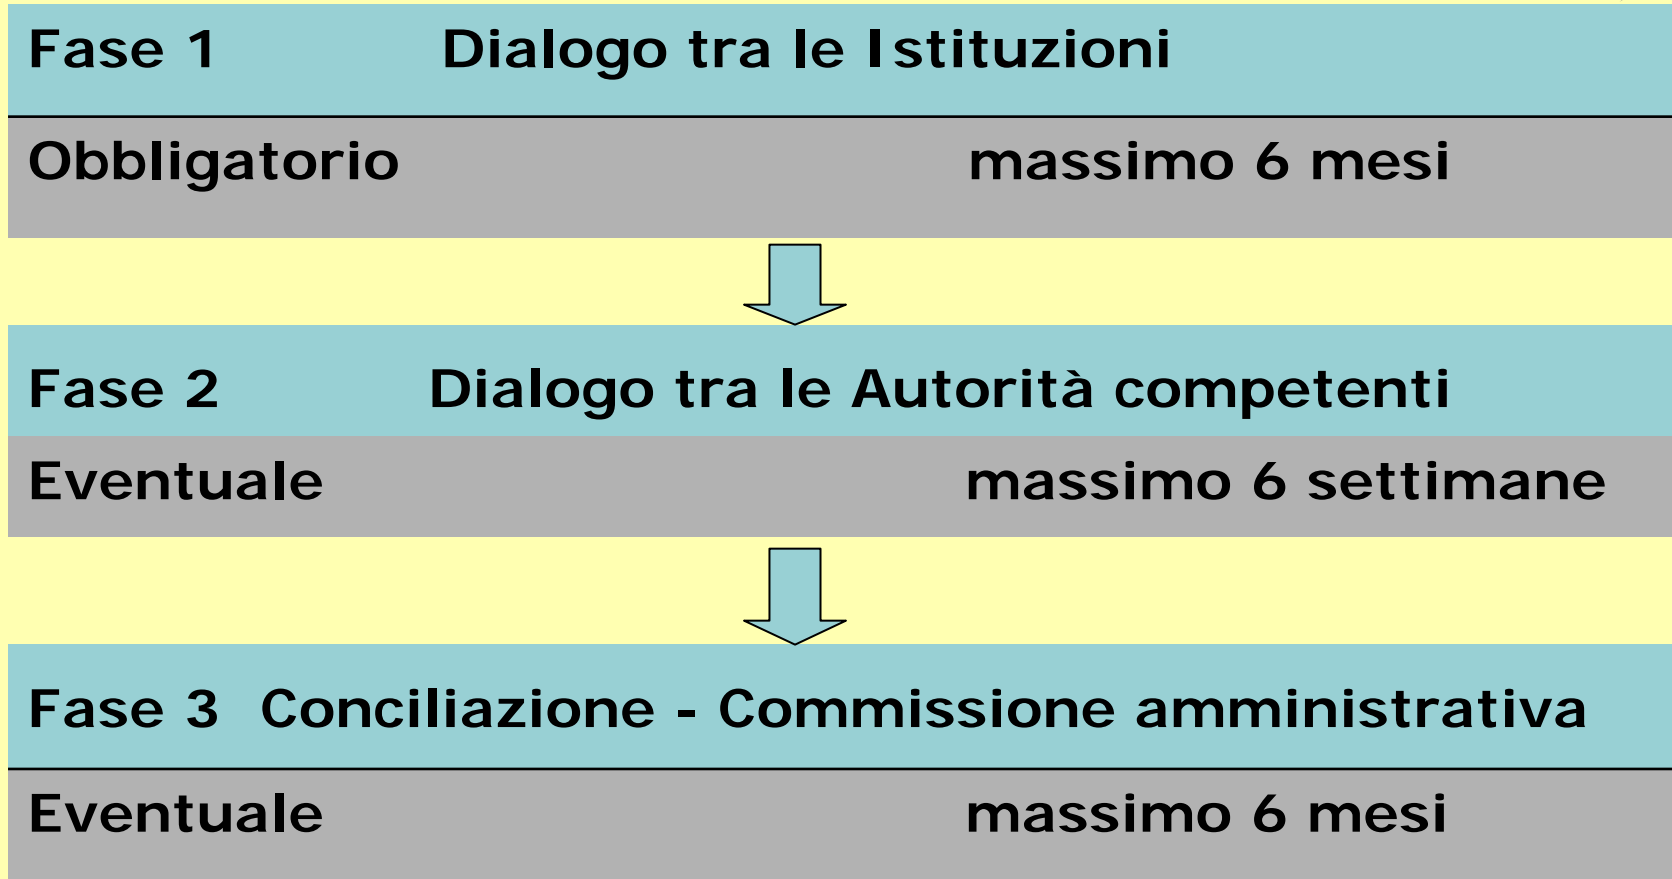 Fase 1 Dialogo tra le Istituzioni
Obbligatorio massimo 6 mesi
Fase 2 Dialogo tra le Autorità competenti
Eventuale massimo 6 settimane
Fase 3 Conciliazione - Commissione amministrativa
Eventuale massimo 6 mesi